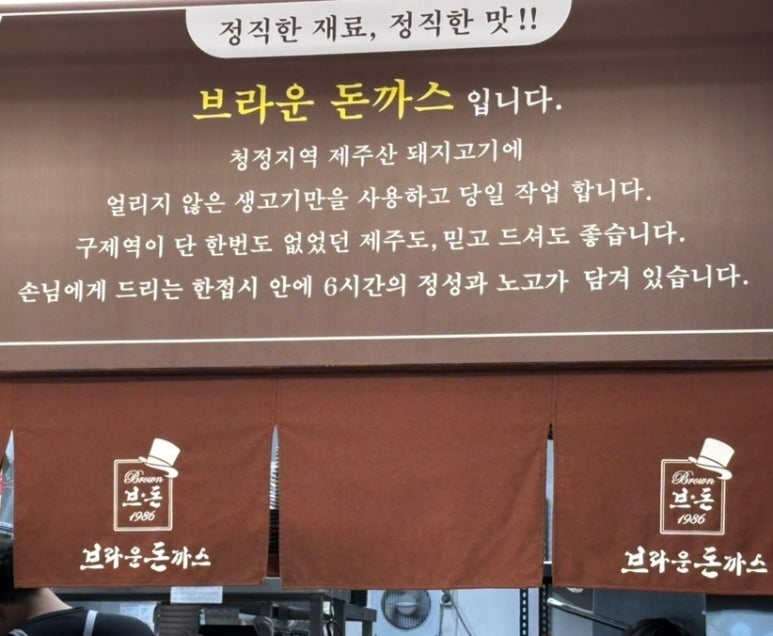 정직한 재료, 정직한 맛!!
브라운 돈까스 입니다.
청정지역 제주산 돼지고기에
얼리지 않은 생고기만을 사용하고 당일 작업 합니다.
구제역이 단 한번도 없었던 제주도, 믿고 드셔도 좋습니다.
손님에게 드리는 한접시 안에 6시간의 정성과 노고가 담겨 있습니다.
Brown
브·돈
1986
브라운돈까스
Brown
브·돈
1986
브라운돈까스